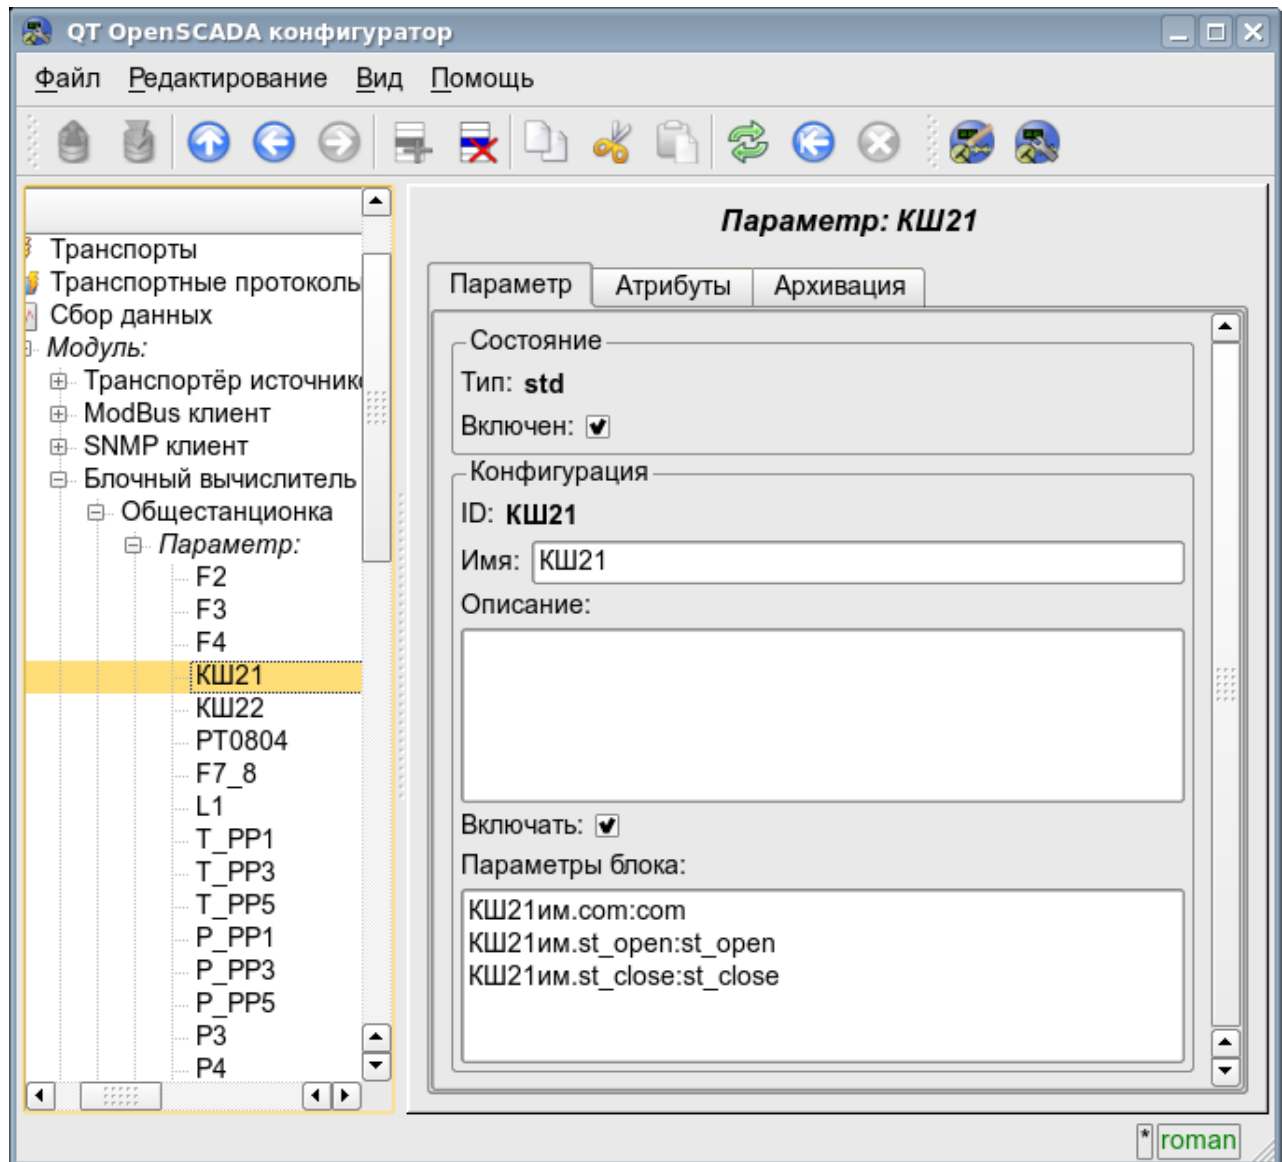 QT OpenSCADA конфигуратор
Файл Редактирование Вид Помощь
Транспорты
Транспортные протоколы
Сбор данных
Модуль:
Транспортёр источнико
ModBus клиент
SNMP клиент
Блочный вычислитель
Общестанционка
Параметр:
F2
F3
F4
КШ21
КШ22
PT0804
F7_8
L1
T_PP1
T_PP3
T_PP5
P_PP1
P_PP3
P_PP5
P3
P4
Параметр: КШ21
Параметр Атрибуты Архивация
Состояние
Тип: std
Включен:
Конфигурация
ID: КШ21
Имя: КШ21
Описание:
Включать:
Параметры блока:
КШ21им.com:com
КШ21им.st_open:st_open
КШ21им.st_close:st_close
* roman